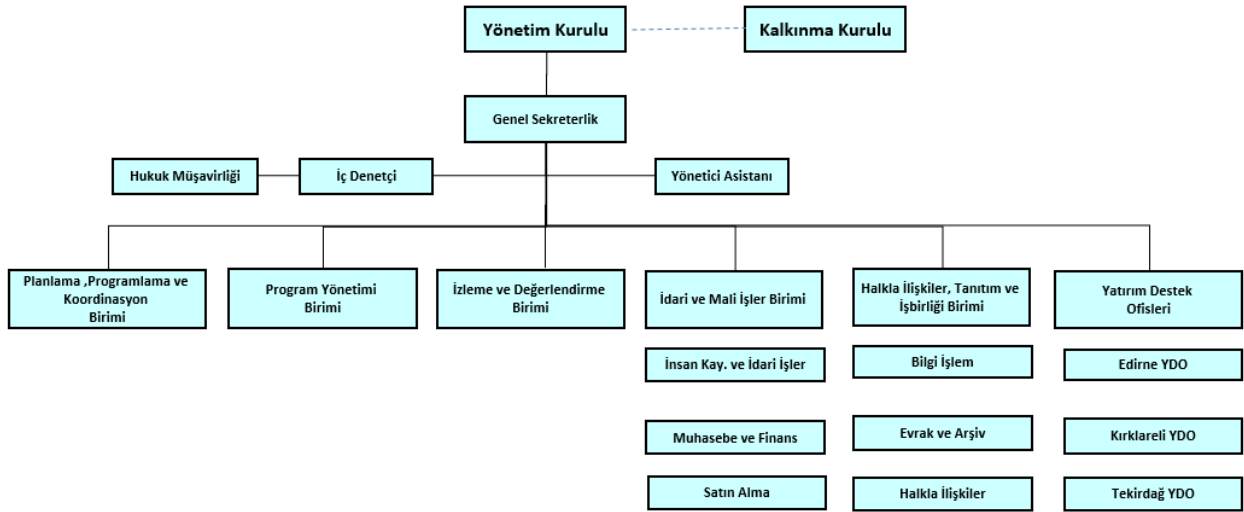 Yönetim Kurulu
Kalkınma Kurulu
Genel Sekreterlik
Hukuk Müşavirliği
İç Denetçi
Yönetici Asistanı
Planlama ,Programlama ve
Koordinasyon
Birimi
Program Yönetimi
Birimi
İzleme ve Değerlendirme
Birimi
İdari ve Mali İşler Birimi
Halkla İlişkiler, Tanıtım ve
İşbirliği Birimi
Yatırım Destek
Ofisleri
İnsan Kay. ve İdari İşler
Bilgi İşlem
Edirne YDO
Muhasebe ve Finans
Evrak ve Arşiv
Kırklareli YDO
Satın Alma
Halkla İlişkiler
Tekirdağ YDO